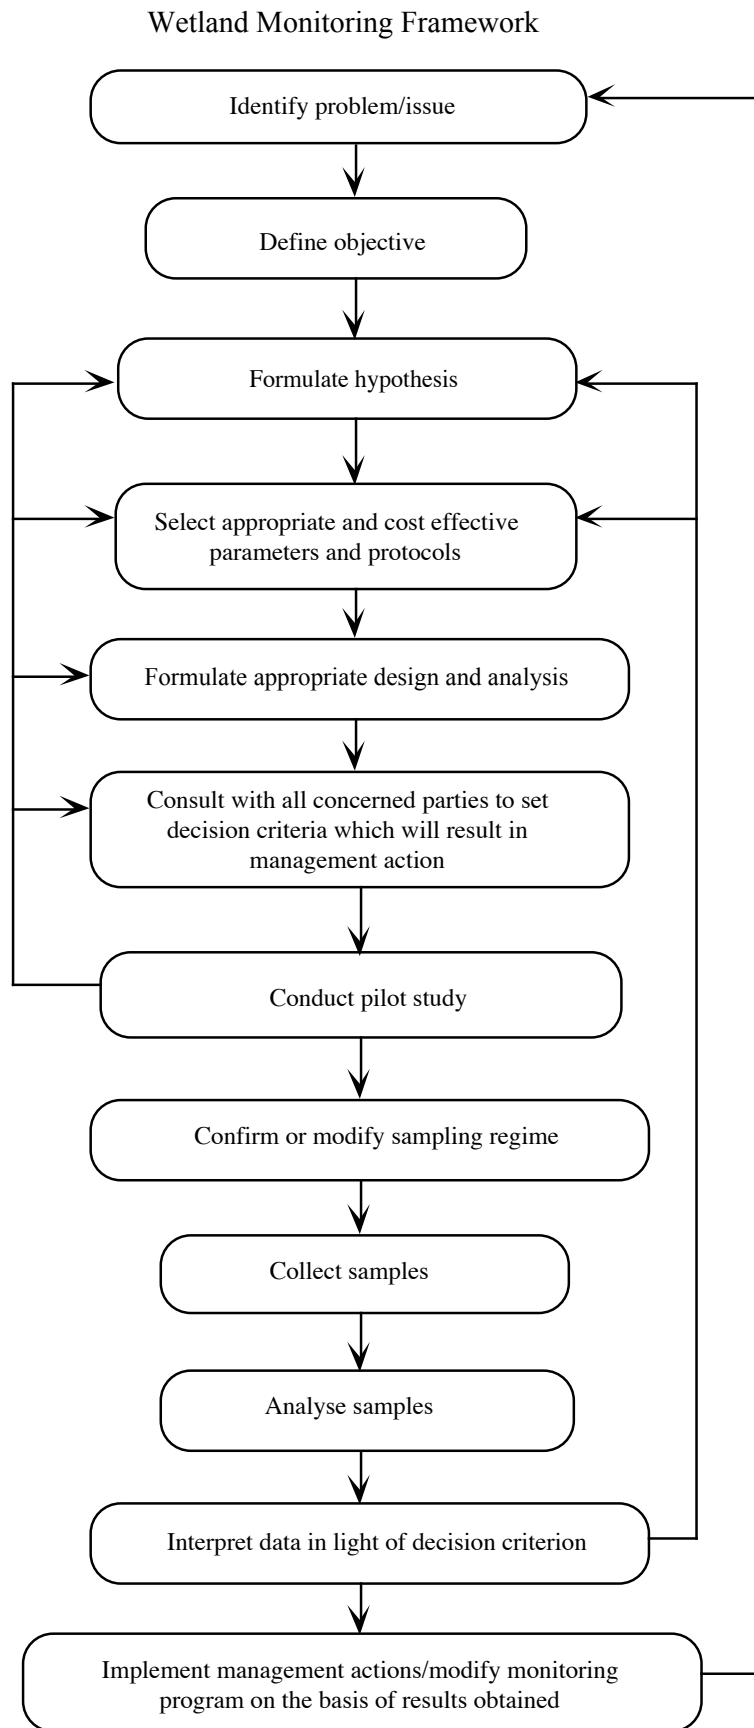 Wetland Monitoring Framework
Identify problem/issue
Define objective
Formulate hypothesis
Select appropriate and cost effective
parameters and protocols
Formulate appropriate design and analysis
Consult with all concerned parties to set
decision criteria which will result in
management action
Conduct pilot study
Confirm or modify sampling regime
Collect samples
Analyse samples
Interpret data in light of decision criterion
Implement management actions/modify monitoring
program on the basis of results obtained